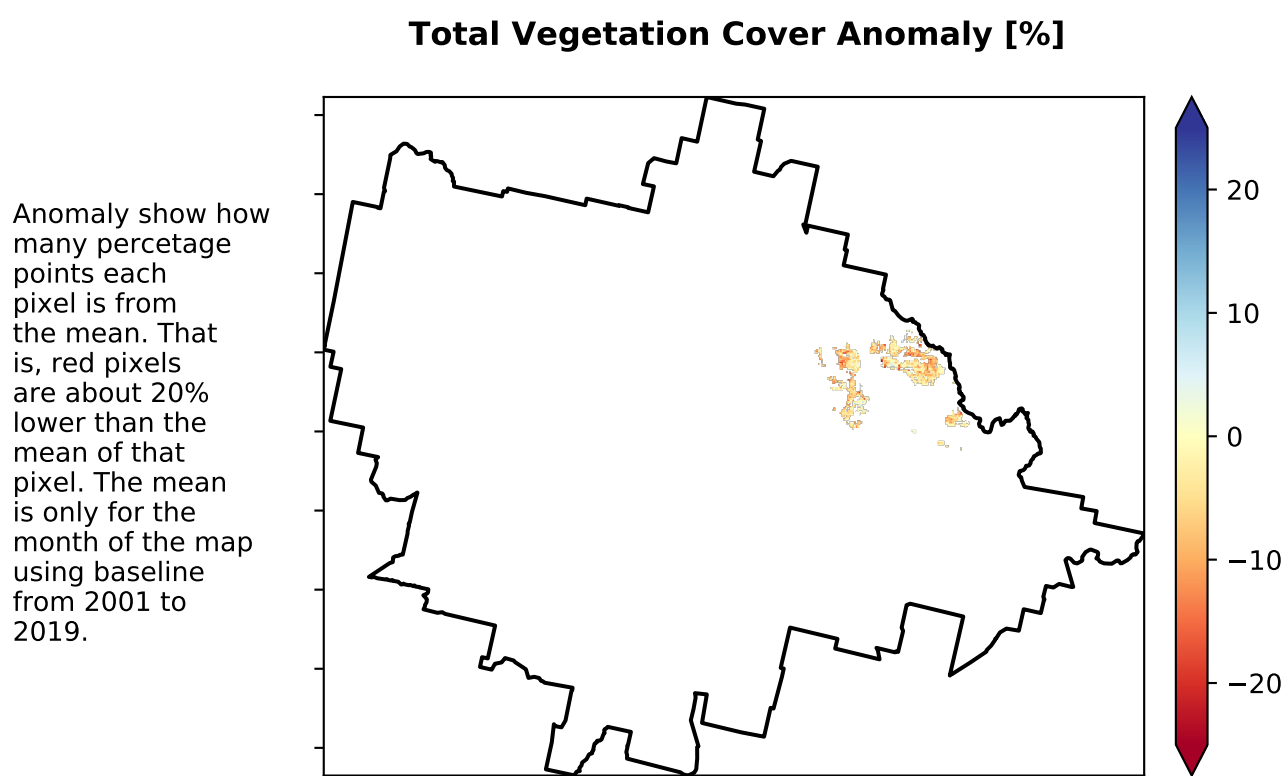 Total Vegetation Cover Anomaly [%]
Anomaly show how
many percetage
points each
pixel is from
the mean. That
is, red pixels
are about 20%
lower than the
mean of that
pixel. The mean
is only for the
month of the map
using baseline
from 2001 to
2019.
20
10
0
−10
−20